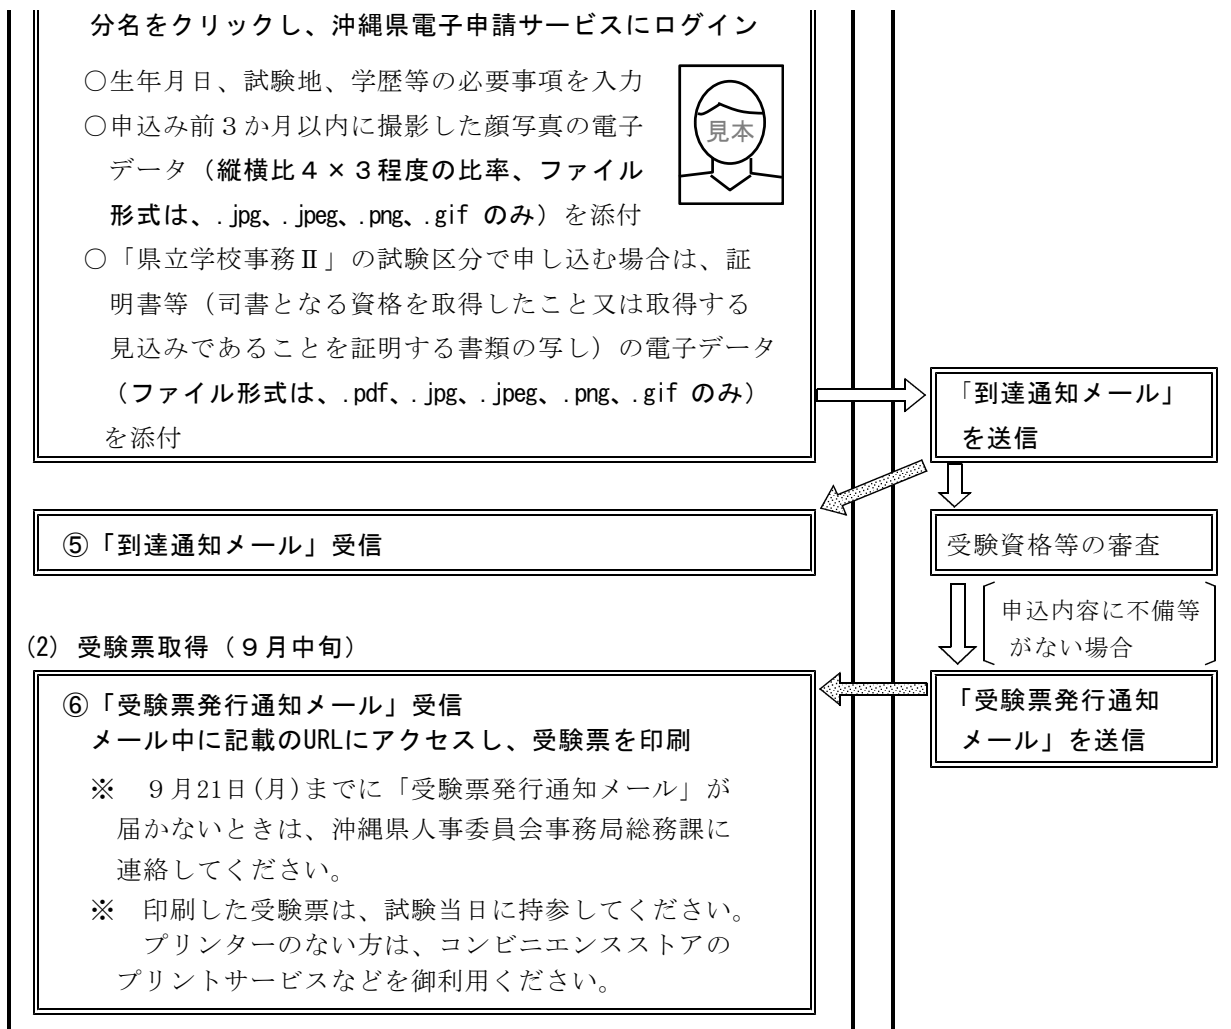 分名をクリックし、沖縄県電子申請サービスにログイン
○生年月日、試験地、学歴等の必要事項を入力
○申込み前３か月以内に撮影した顔写真の電子
データ（縦横比４×３程度の比率、ファイル
形式は、.jpg、.jpeg、.png、.gif のみ）を添付
見本
○「県立学校事務Ⅱ」の試験区分で申し込む場合は、証
明書等（司書となる資格を取得したこと又は取得する
見込みであることを証明する書類の写し）の電子データ
（ファイル形式は、.pdf、.jpg、.jpeg、.png、.gif のみ）
を添付
「到達通知メール」
を送信
⑤「到達通知メール」受信
受験資格等の審査
申込内容に不備等
がない場合
(2) 受験票取得（９月中旬）
⑥「受験票発行通知メール」受信
メール中に記載のURLにアクセスし、受験票を印刷
「受験票発行通知
メール」を送信
※　９月21日(月)までに「受験票発行通知メール」が
届かないときは、沖縄県人事委員会事務局総務課に
連絡してください。
※　印刷した受験票は、試験当日に持参してください。
プリンターのない方は、コンビニエンスストアの
プリントサービスなどを御利用ください。